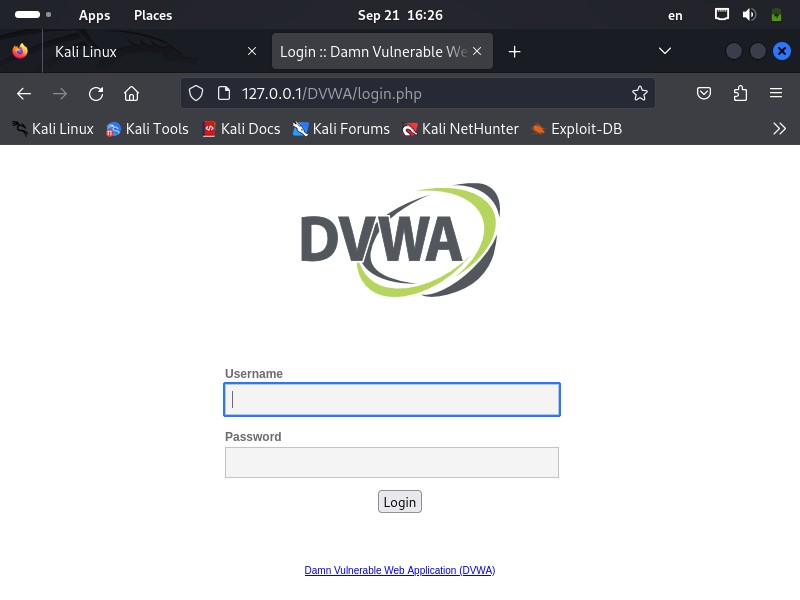 Apps Places Sep 21 16:26 en
Kali Linux Login :: Damn Vulnerable We
127.0.0.1/DVWA/login.php
Kali Linux Kali Tools Kali Docs Kali Forums Kali NetHunter Exploit-DB
DVWA
Username
Password
Login
Damn Vulnerable Web Application (DVWA)